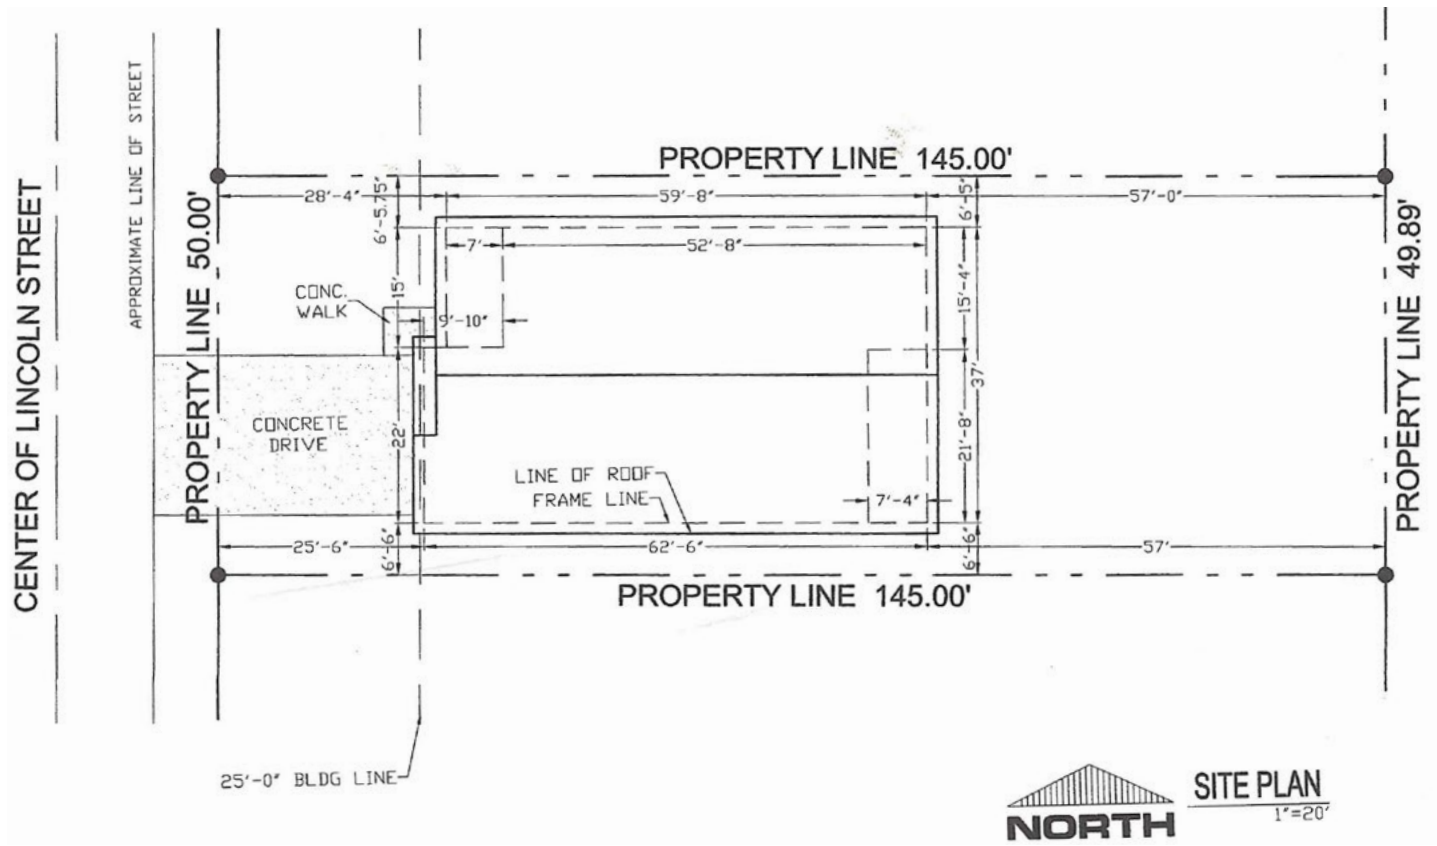 CENTER OF LINCOLN STREET
APPROXIMATE LINE OF STREET
PROPERTY LINE 50.00'
PROPERTY LINE 145.00'
28'-4"
6'-5.75"
59'-8"
6'-5"
57'-0"
7'
52'-8"
CONC.
WALK
15'
9'-10"
15'-4"
37'
CONCRETE
DRIVE
22'
21'-8"
LINE OF ROOF
FRAME LINE
7'-4"
25'-6"
6'-6"
62'-6"
6'-6"
57'
PROPERTY LINE 145.00'
PROPERTY LINE 49.89'
25'-0" BLDG LINE
NORTH
SITE PLAN
1"=20'